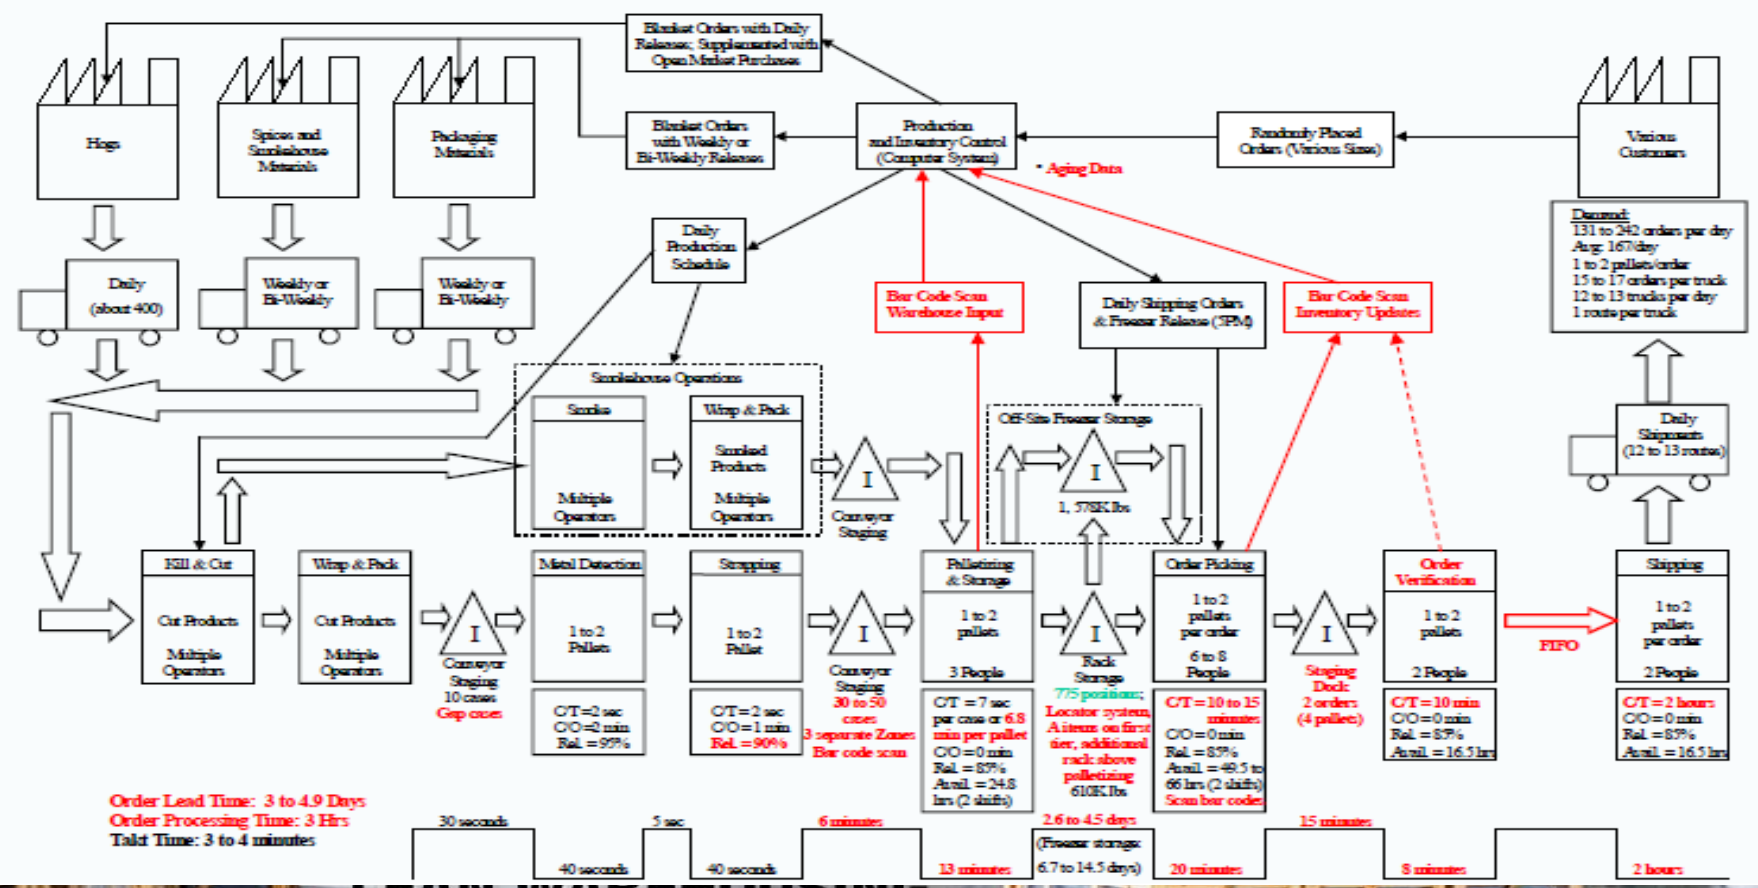 Blanket Orders with Daily
Releases; Supplemented with
Open Market Purchases
Hogs
Spices and
Smokehouse
Materials
Packaging
Materials
Blanket Orders
with Weekly or
Bi-Weekly Releases
Production
and Inventory Control
(Computer System)
* Aging Data
Randomly Placed
Orders (Various Sizes)
Various
Customers
Demand:
131 to 242 orders per day
Avg: 167/day
1 to 2 pallets/order
15 to 17 orders per truck
12 to 13 trucks per day
1 route per truck
Daily
(about 400)
Weekly or
Bi-Weekly
Weekly or
Bi-Weekly
Daily
Production
Schedule
Bar Code Scan
Warehouse Input
Daily Shipping Orders
& Freezer Release (5PM)
Bar Code Scan
Inventory Updates
Smokehouse Operations
Smoke
Multiple
Operators
Wrap & Pack
Smoked
Products
Multiple
Operators
I
Conveyor
Staging
Off-Site Freezer Storage
I
1, 578K lbs
Daily
Shipments
(12 to 13 routes)
Kill & Cut
Cut Products
Multiple
Operators
Wrap & Pack
Cut Products
Multiple
Operators
I
Conveyor
Staging
10 cases
Gap cases
Metal Detection
1 to 2
Pallets
C/T = 2 sec
C/O = 2 min
Rel. = 95%
Strapping
1 to 2
Pallet
C/T = 2 sec
C/O = 1 min
Rel. = 90%
I
Conveyor
Staging
30 to 50
cases
3 separate Zones
Bar code scan
Palletizing
& Storage
1 to 2
pallets
3 People
C/T = 7 sec
per case or 6.8
min per pallet
C/O = 0 min
Rel. = 85%
Avail. = 24.8
hrs (2 shifts)
I
Rack
Storage
775 positions;
Locator system,
A items on first
tier, additional
rack above
palletizing
610K lbs
Order Picking
1 to 2
pallets
per order
6 to 8
People
C/T = 10 to 15
minutes
C/O = 0 min
Rel. = 85%
Avail. = 49.5 to
66 hrs (2 shifts)
Scan bar codes
I
Staging
Dock
2 orders
(4 pallets)
Order
Verification
1 to 2
pallets
2 People
C/T = 10 min
C/O = 0 min
Rel. = 85%
Avail. = 16.5 hrs
FIFO
Shipping
1 to 2
pallets
per order
2 People
C/T = 2 hours
C/O = 0 min
Rel. = 85%
Avail. = 16.5 hrs
Order Lead Time: 3 to 4.9 Days
Order Processing Time: 3 Hrs
Takt Time: 3 to 4 minutes
30 seconds
40 seconds
5 sec
40 seconds
6 minutes
13 minutes
2.6 to 4.5 days
(Freezer storage:
6.7 to 14.5 days)
20 minutes
15 minutes
8 minutes
2 hours